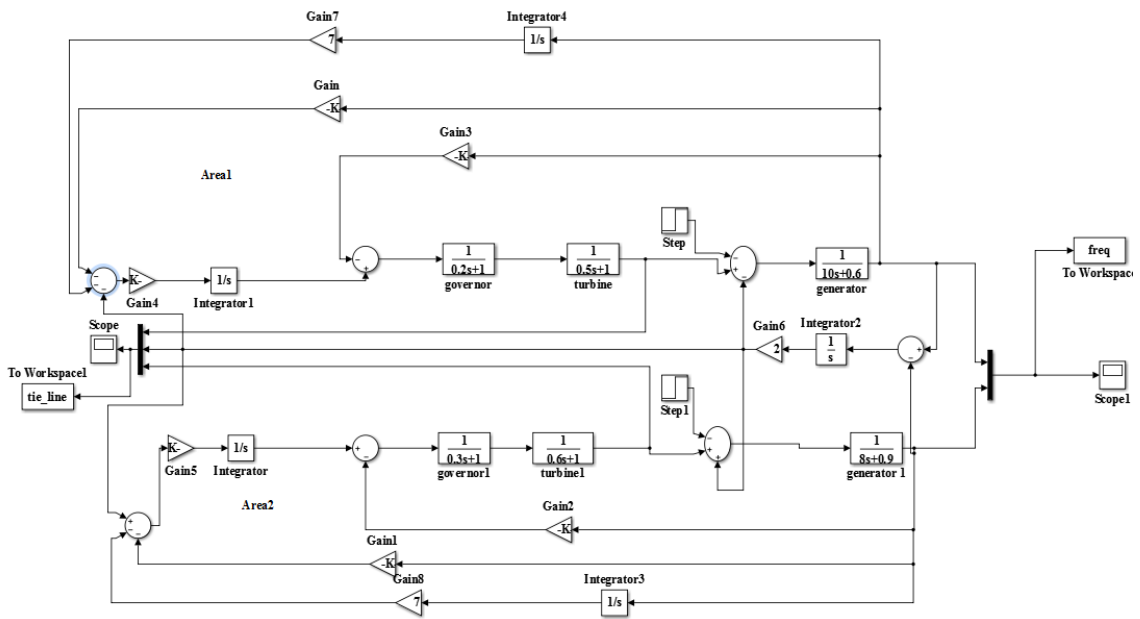 Gain7
Integrator4
7
1/s
Gain
-K
Gain3
-K
Area1
Step
freq
To Workspace
1
0.2s+1
governor
1
0.5s+1
turbine
1
10s+0.6
generator
K-
Gain4
1/s
Integrator1
Scope
Gain6
Integrator2
2
1
s
To Workspace1
tie_line
Step1
Scope1
K-
Gain5
1/s
Integrator
1
0.3s+1
governor1
1
0.6s+1
turbine1
1
8s+0.9
generator 1
Area2
Gain2
-K
Gain1
-K
Gain8
Integrator3
7
1/s